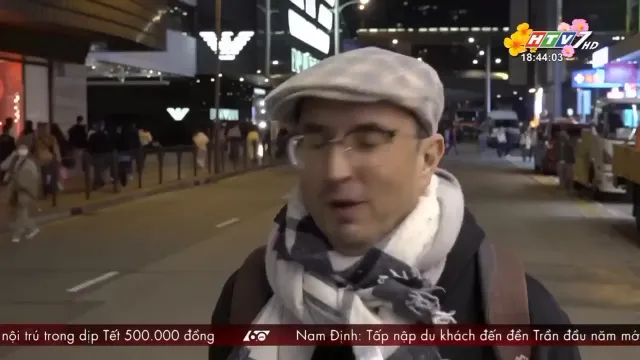 HTV7 HD
18:44:03
nội trú trong dịp Tết 500.000 đồng 60 Nam Định: Tấp nập du khách đến đền Trần đầu năm mớ